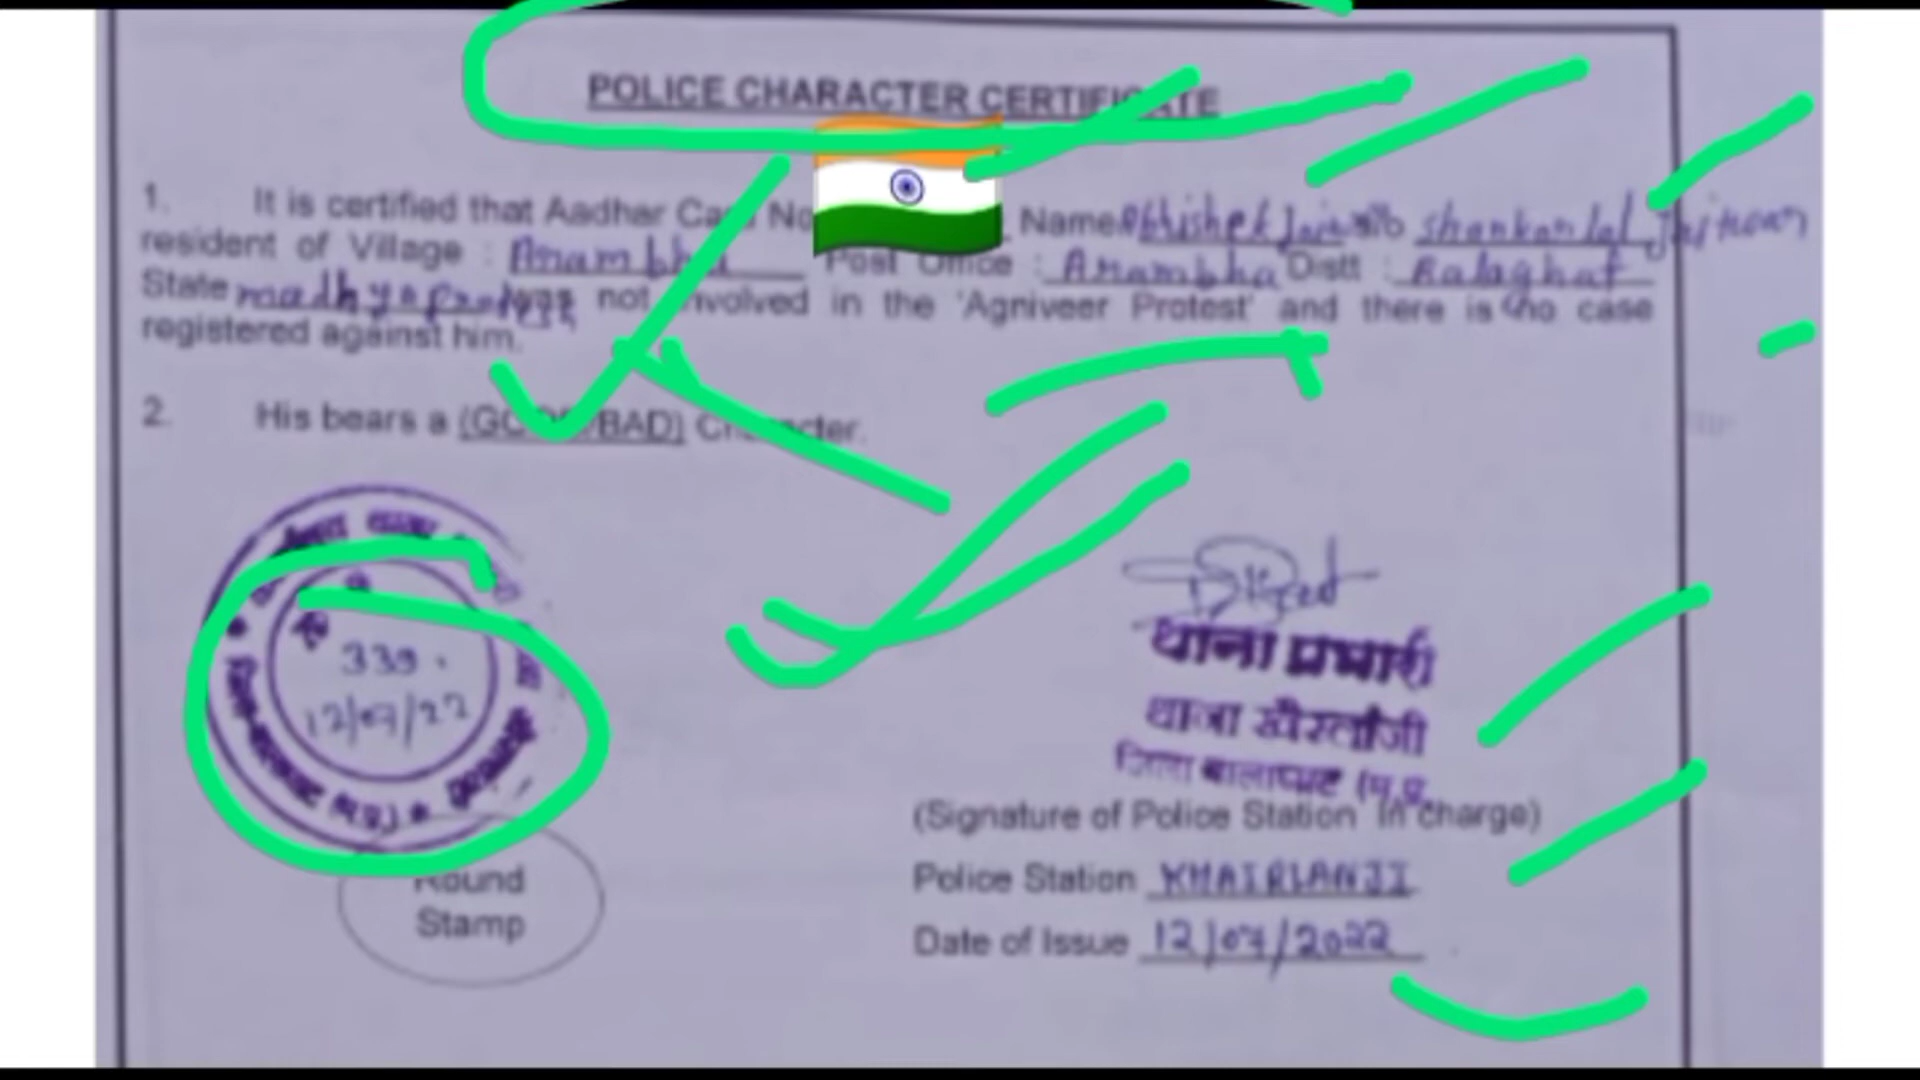 POLICE CHARACTER CERTIFICATE
1. It is certified that Aadhar Card No Name Abhishek S/o Shankarlal
resident of Village : Arambha Post Office : Arambha Distt : Balaghat
State madhya pradesh was not involved in the 'Agniveer Protest' and there is no case
registered against him.
2. His bears a (GOOD/BAD) Character.
339
12/07/22
थाना प्रभारी
थाना खैरलाँजी
जिला बालाघाट (म.प्र.
(Signature of Police Station In charge)
Round
Stamp
Police Station KHAIRLANJI
Date of Issue 12/07/2022